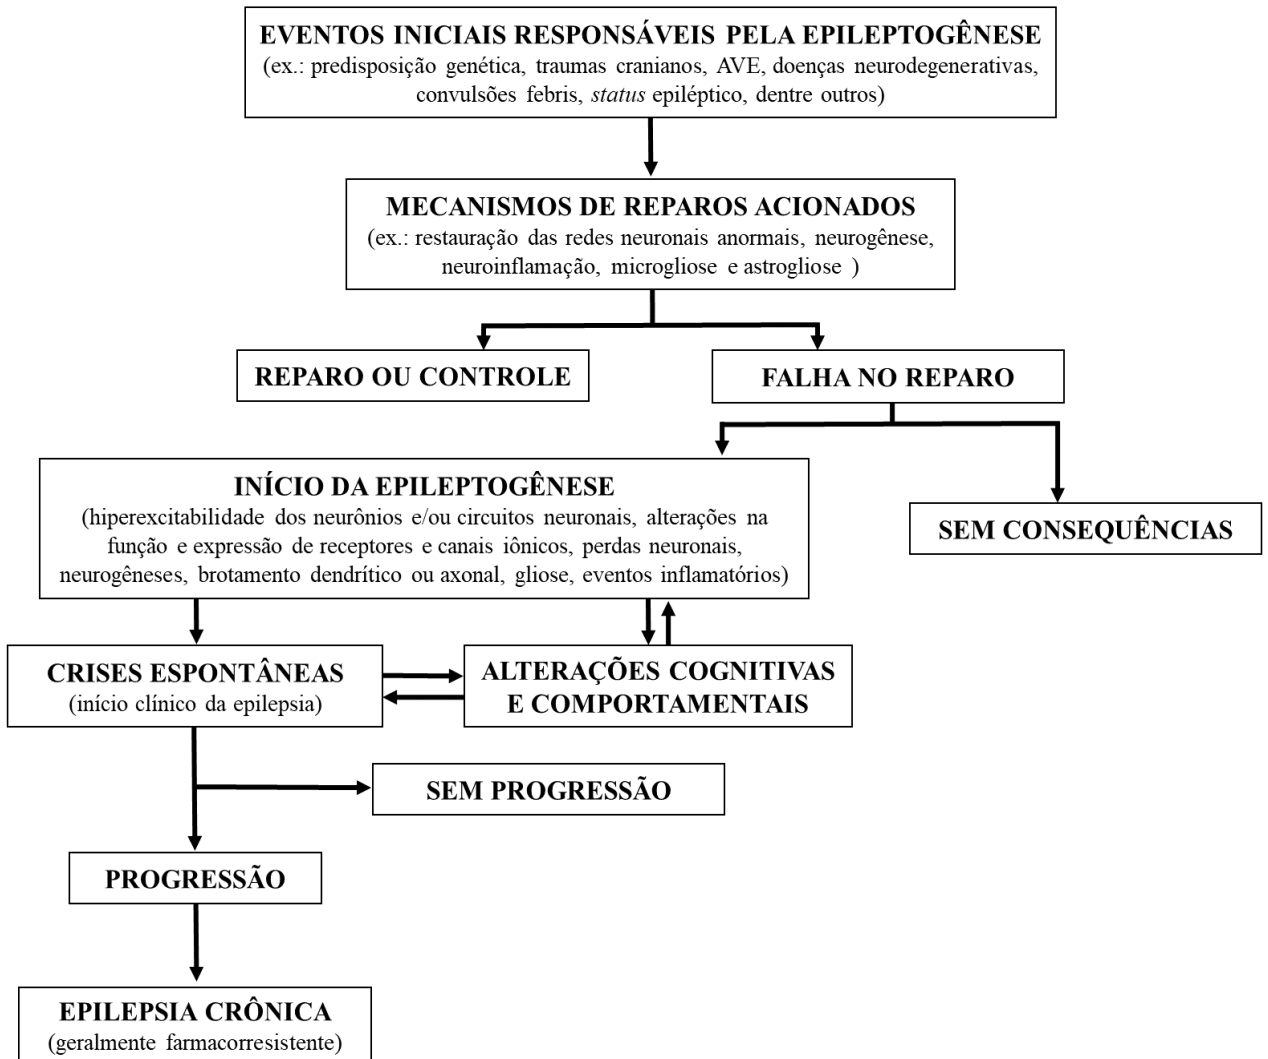 EVENTOS INICIAIS RESPONSÁVEIS PELA EPILEPTOGÊNESE
(ex.: predisposição genética, traumas cranianos, AVE, doenças neurodegenerativas,
convulsões febris, status epiléptico, dentre outros)
MECANISMOS DE REPAROS ACIONADOS
(ex.: restauração das redes neuronais anormais, neurogênese,
neuroinflamação, microgliose e astrogliose )
REPARO OU CONTROLE
FALHA NO REPARO
INÍCIO DA EPILEPTOGÊNESE
(hiperexcitabilidade dos neurônios e/ou circuitos neuronais, alterações na
função e expressão de receptores e canais iônicos, perdas neuronais,
neurogêneses, brotamento dendrítico ou axonal, gliose, eventos inflamatórios)
SEM CONSEQUÊNCIAS
CRISES ESPONTÂNEAS
(início clínico da epilepsia)
ALTERAÇÕES COGNITIVAS
E COMPORTAMENTAIS
SEM PROGRESSÃO
PROGRESSÃO
EPILEPSIA CRÔNICA
(geralmente farmacorresistente)